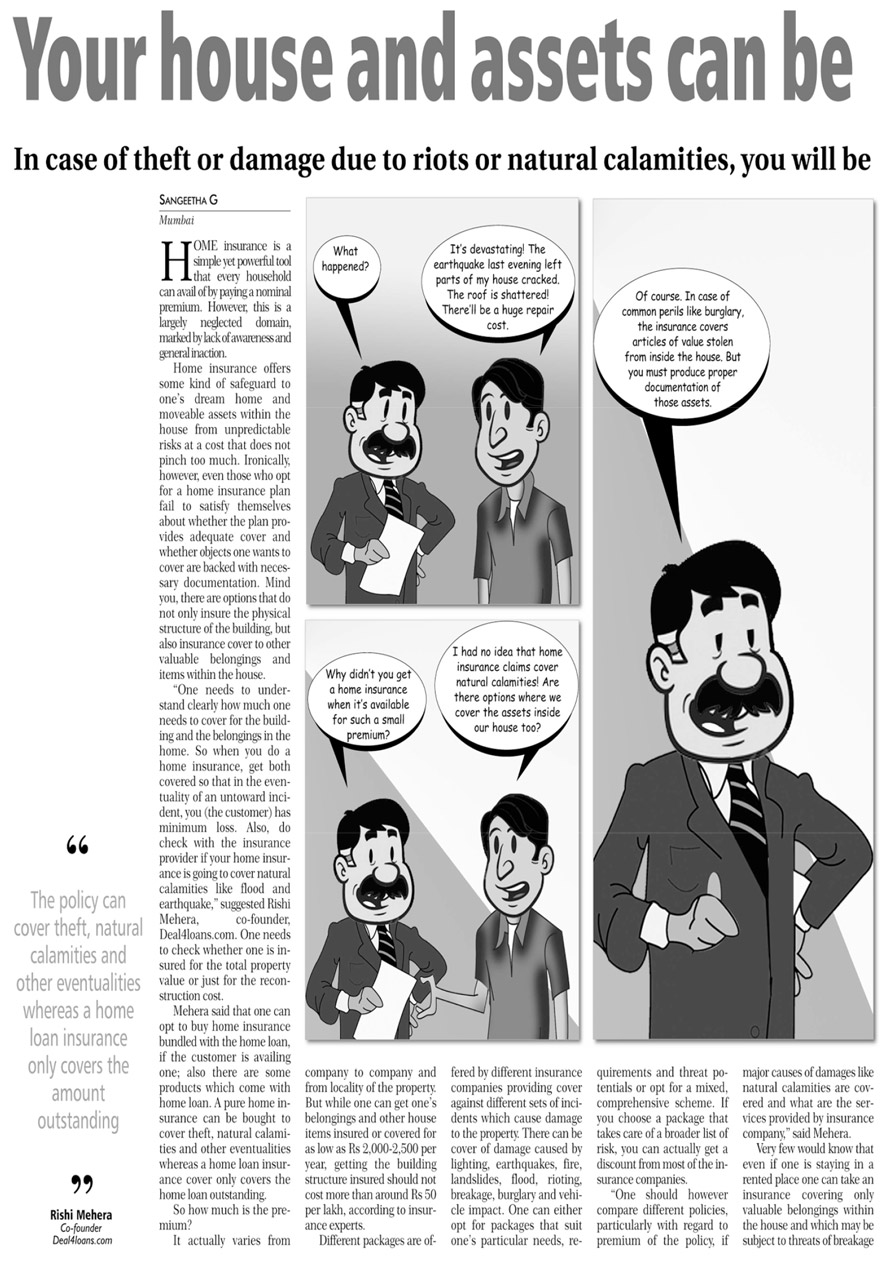 Your house and assets can be
In case of theft or damage due to riots or natural calamities, you will be
SANGEETHA G
Mumbai
HOME insurance is a
simple yet powerful tool
that every household
can avail of by paying a nominal
premium. However, this is a
largely neglected domain,
marked by lack of awareness and
general inaction.
Home insurance offers
some kind of safeguard to
one's dream home and
moveable assets within the
house from unpredictable
risks at a cost that does not
pinch too much. Ironically,
however, even those who opt
for a home insurance plan
fail to satisfy themselves
about whether the plan pro-
vides adequate cover and
whether objects one wants to
cover are backed with neces-
sary documentation. Mind
you, there are options that do
not only insure the physical
structure of the building, but
also insurance cover to other
valuable belongings and
items within the house.
“One needs to under-
stand clearly how much one
needs to cover for the build-
ing and the belongings in the
home. So when you do a
home insurance, get both
covered so that in the even-
tuality of an untoward inci-
dent, you (the customer) has
minimum loss. Also, do
check with the insurance
provider if your home insur-
ance is going to cover natural
calamities like flood and
earthquake,” suggested Rishi
Mehera, co-founder,
Deal4loans.com. One needs
to check whether one is in-
sured for the total property
value or just for the recon-
struction cost.
Mehera said that one can
opt to buy home insurance
bundled with the home loan,
if the customer is availing
one; also there are some
products which come with
home loan. A pure home in-
surance can be bought to
cover theft, natural calami-
ties and other eventualities
whereas a home loan insur-
ance cover only covers the
home loan outstanding.
So how much is the pre-
mium?
It actually varies from
company to company and
from locality of the property.
But while one can get one's
belongings and other house
items insured or covered for
as low as Rs 2,000-2,500 per
year, getting the building
structure insured should not
cost more than around Rs 50
per lakh, according to insur-
ance experts.
Different packages are of-
fered by different insurance
companies providing cover
against different sets of inci-
dents which cause damage
to the property. There can be
cover of damage caused by
lighting, earthquakes, fire,
landslides, flood, rioting,
breakage, burglary and vehi-
cle impact. One can either
opt for packages that suit
one's particular needs, re-
quirements and threat po-
tentials or opt for a mixed,
comprehensive scheme. If
you choose a package that
takes care of a broader list of
risk, you can actually get a
discount from most of the in-
surance companies.
“One should however
compare different policies,
particularly with regard to
premium of the policy, if
major causes of damages like
natural calamities are cov-
ered and what are the ser-
vices provided by insurance
company,” said Mehera.
Very few would know that
even if one is staying in a
rented place one can take an
insurance covering only
valuable belongings within
the house and which may be
subject to threats of breakage
What
happened?
It's devastating! The
earthquake last evening left
parts of my house cracked.
The roof is shattered!
There'll be a huge repair
cost.
Why didn't you get
a home insurance
when it's available
for such a small
premium?
I had no idea that home
insurance claims cover
natural calamities! Are
there options where we
cover the assets inside
our house too?
Of course. In case of
common perils like burglary,
the insurance covers
articles of value stolen
from inside the house. But
you must produce proper
documentation of
those assets.
“
The policy can
cover theft, natural
calamities and
other eventualities
whereas a home
loan insurance
only covers the
amount
outstanding
”
Rishi Mehera
Co-founder
Deal4loans.com